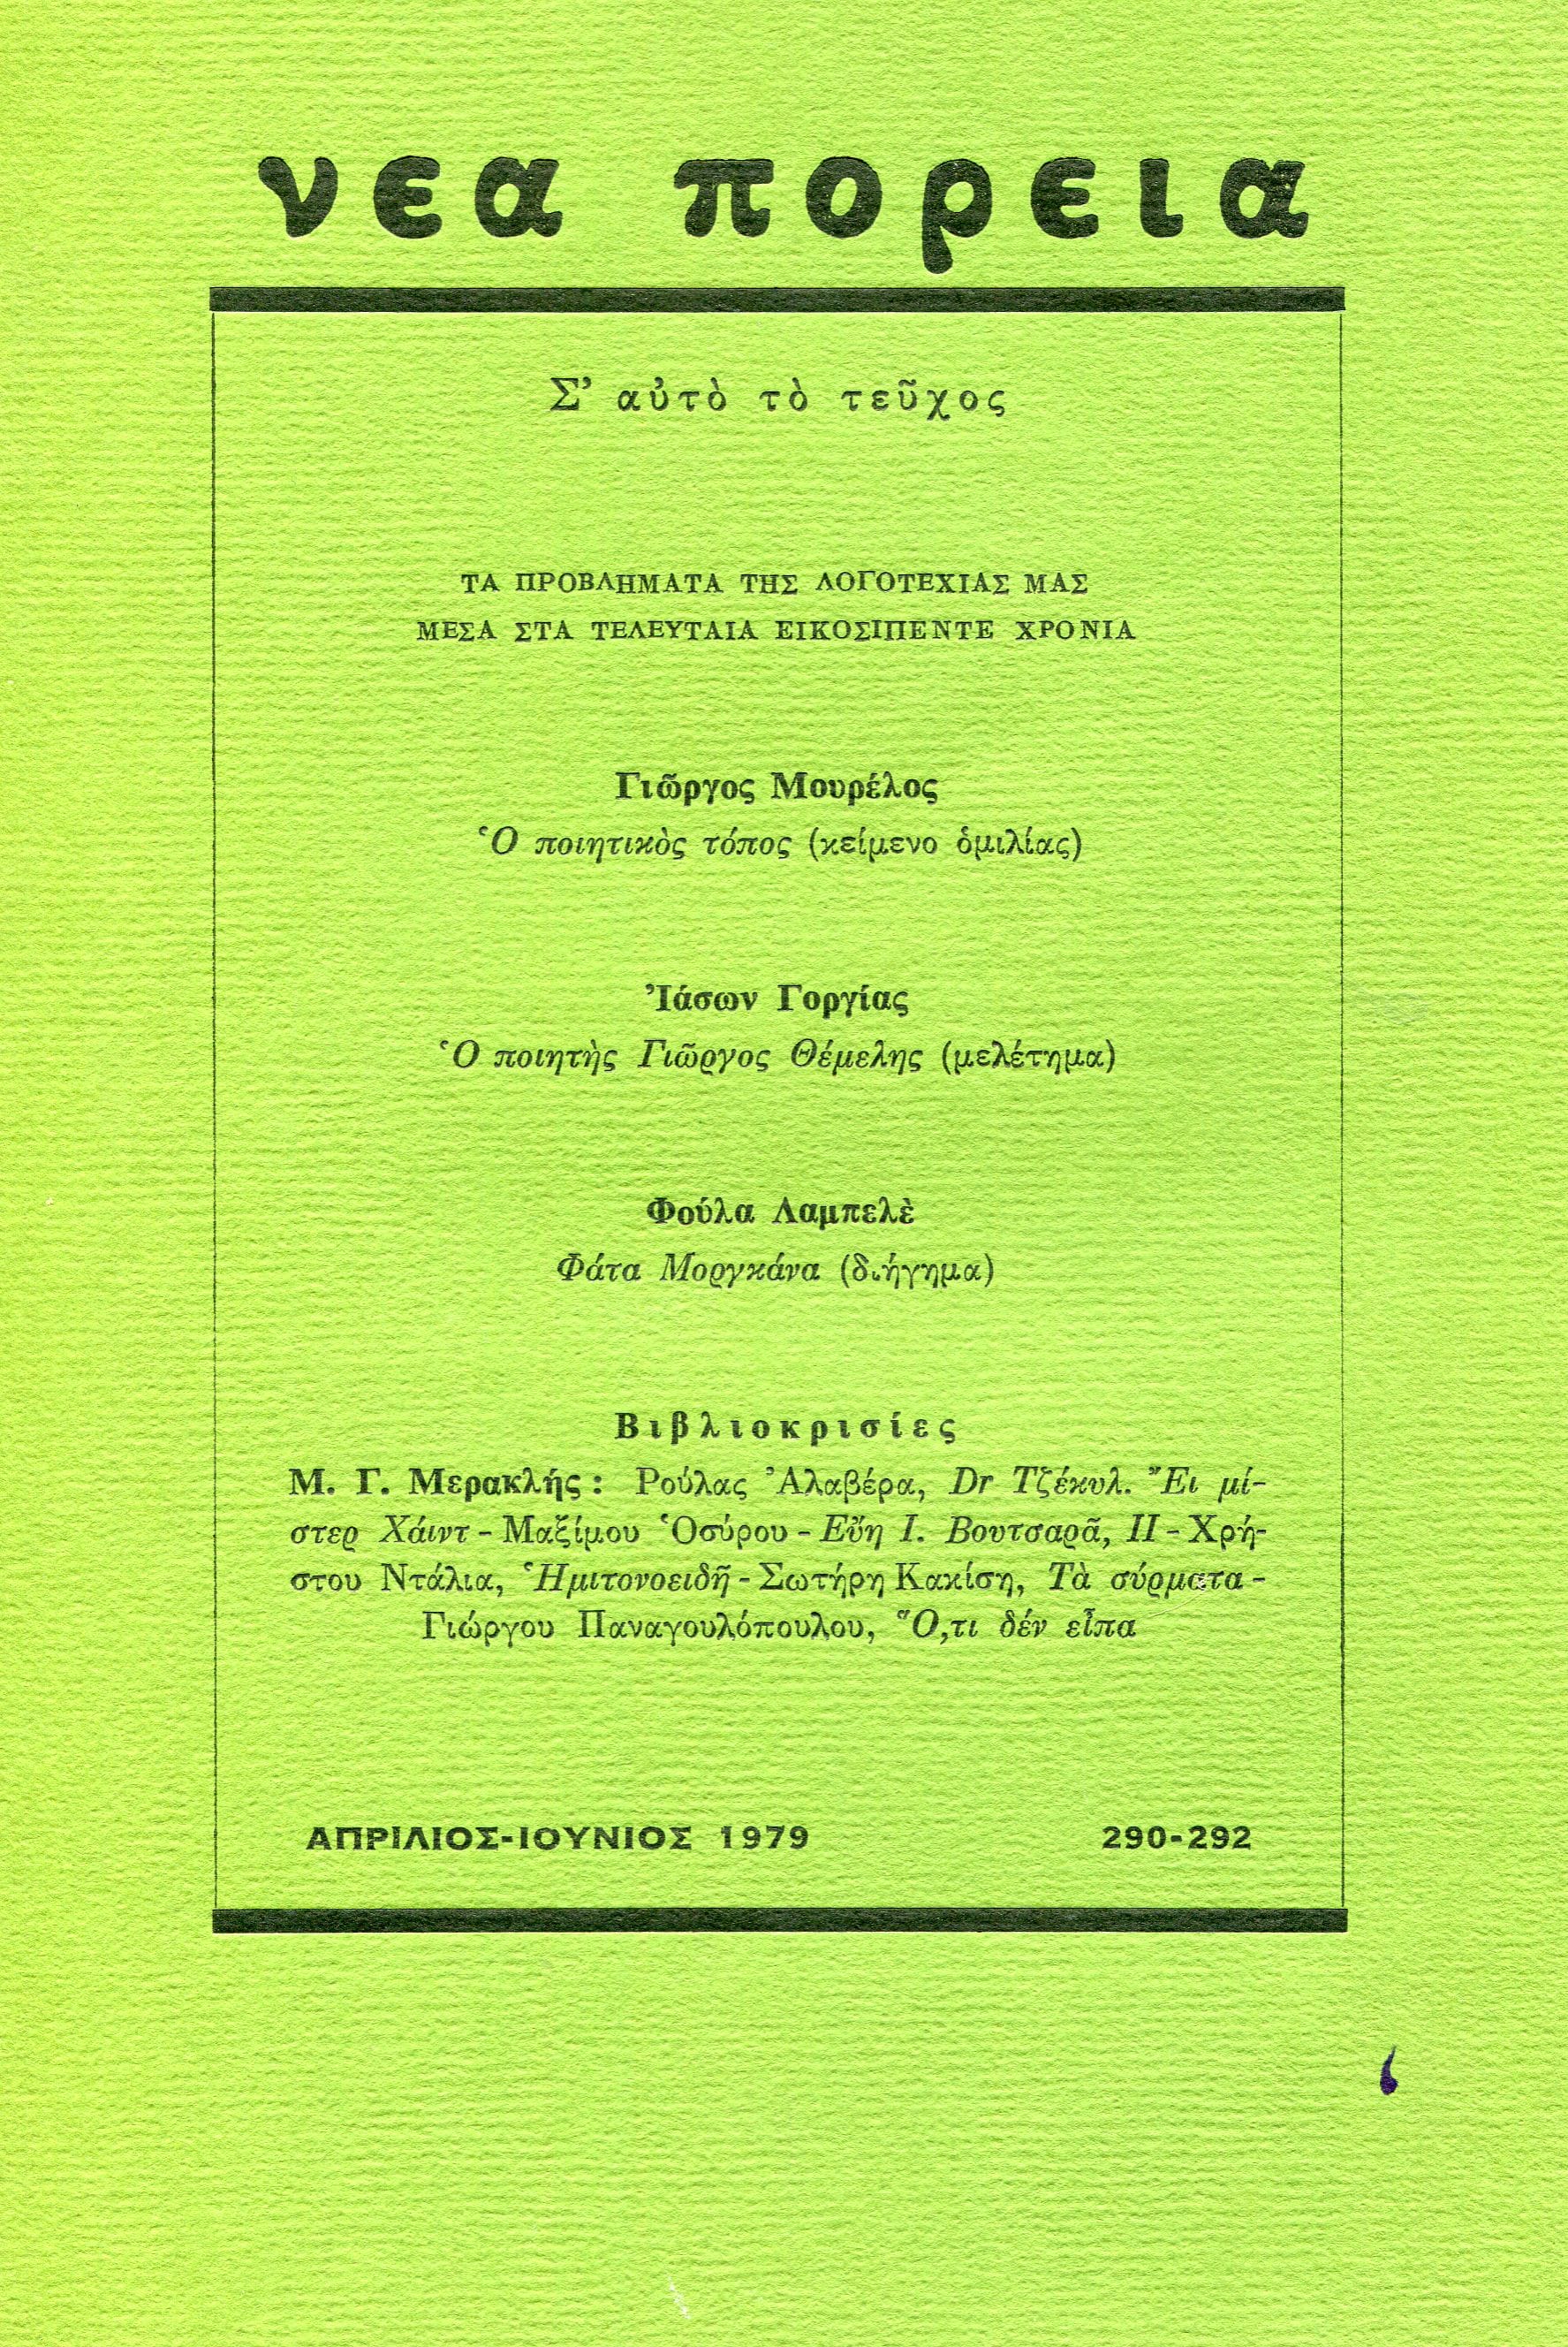 νεα πορεια
Σ' αὐτὸ τὸ τεῦχος
ΤΑ ΠΡΟΒΛΗΜΑΤΑ ΤΗΣ ΛΟΓΟΤΕΧΙΑΣ ΜΑΣ
ΜΕΣΑ ΣΤΑ ΤΕΛΕΥΤΑΙΑ ΕΙΚΟΣΙΠΕΝΤΕ ΧΡΟΝΙΑ
Γιῶργος Μουρέλος
Ὁ ποιητικὸς τόπος (κείμενο ὁμιλίας)
Ἰάσων Γοργίας
Ὁ ποιητὴς Γιῶργος Θέμελης (μελέτημα)
Φούλα Λαμπελὲ
Φάτα Μοργκάνα (διήγημα)
Βιβλιοκρισίες
Μ. Γ. Μερακλής : Ρούλας Ἀλαβέρα, Dr Τζέκυλ. Ἔι μί-
στερ Χάιντ - Μαξίμου Ὁσύρου - Εὔη Ι. Βουτσαρᾶ, ΙΙ - Χρή-
στου Ντάλια, Ἡμιτονοειδῆ - Σωτήρη Κακίση, Τὰ σύρματα -
Γιώργου Παναγουλόπουλου, Ὅ,τι δέν εἶπα
ΑΠΡΙΛΙΟΣ-ΙΟΥΝΙΟΣ 1979 290-292